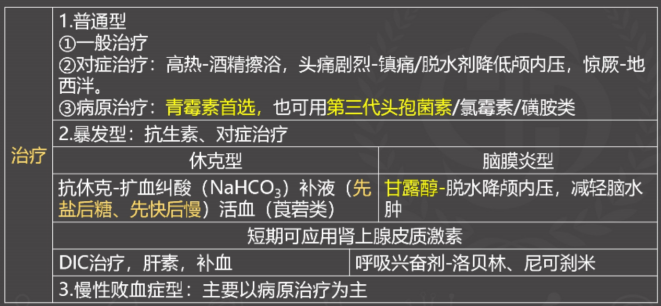 治疗
1.普通型
①一般治疗
②对症治疗：高热-酒精擦浴，头痛剧烈-镇痛/脱水剂降低颅内压，惊厥-地
西泮。
③病原治疗：青霉素首选，也可用第三代头孢菌素/氯霉素/磺胺类
2.暴发型：抗生素、对症治疗
休克型
脑膜炎型
抗休克-扩血纠酸（NaHCO₃）补液（先
盐后糖、先快后慢）活血（莨菪类）
甘露醇-脱水降颅内压，减轻脑水
肿
短期可应用肾上腺皮质激素
DIC治疗，肝素，补血
呼吸兴奋剂-洛贝林、尼可刹米
3.慢性败血症型：主要以病原治疗为主